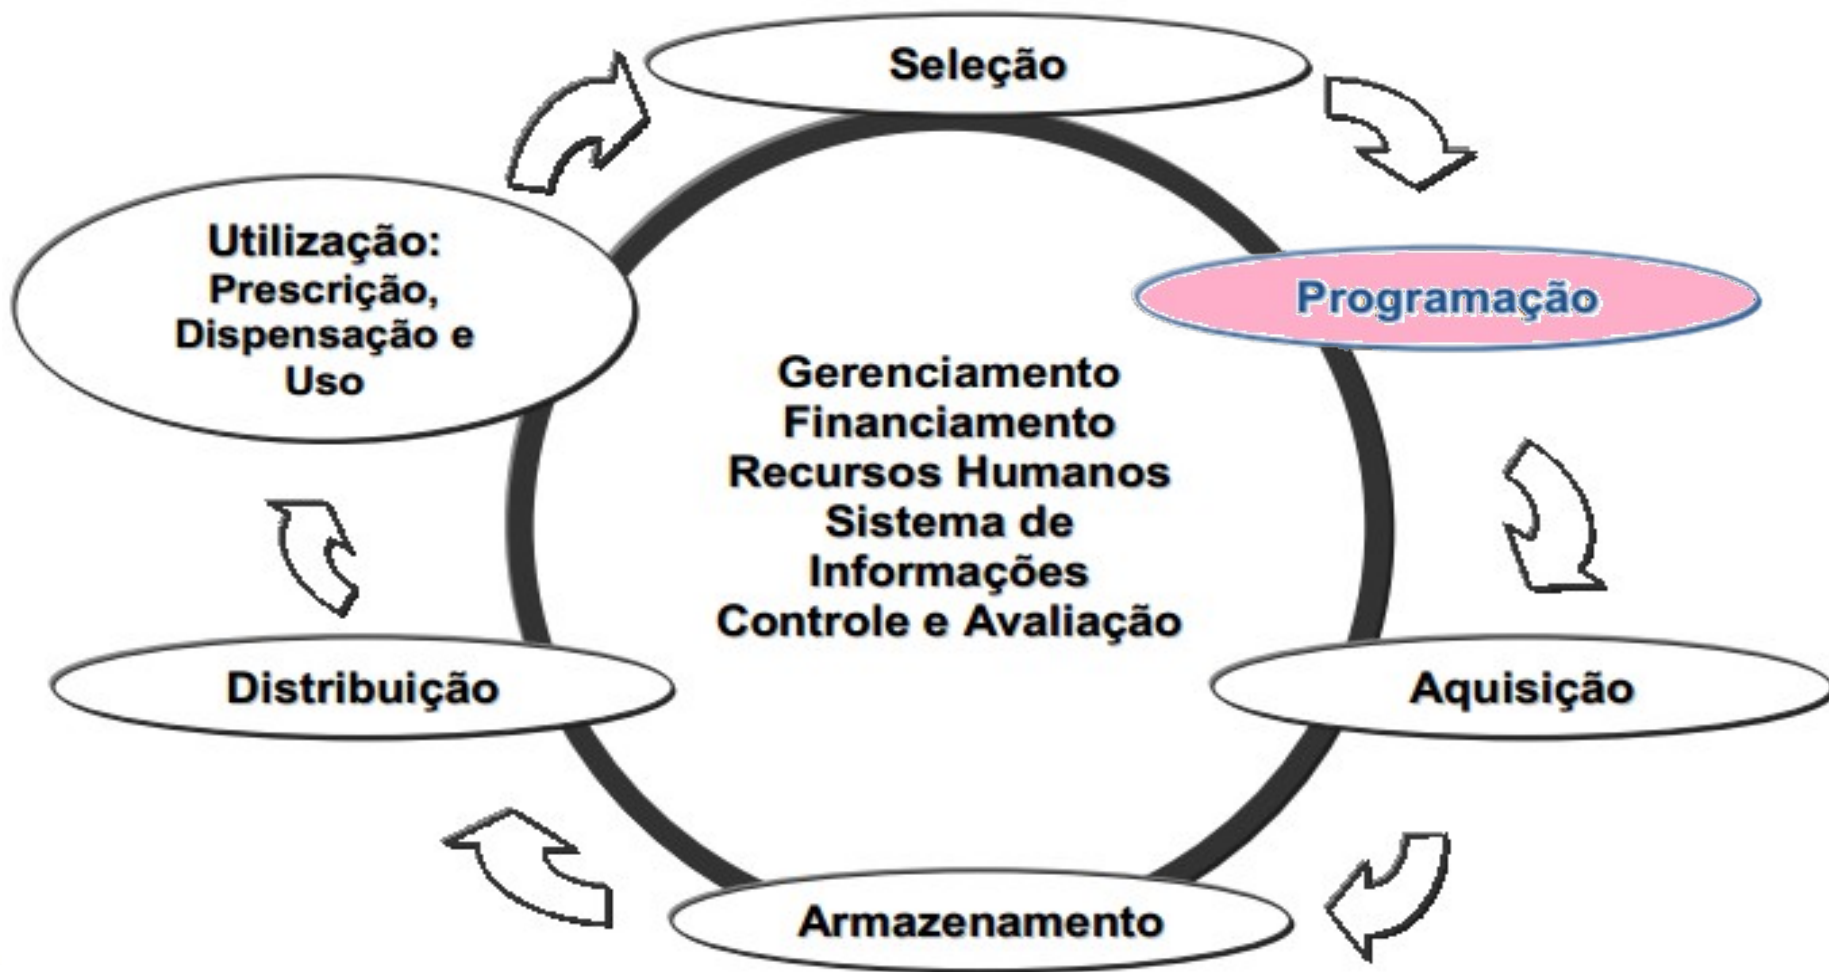 Seleção
Programação
Utilização:
Prescrição,
Dispensação e
Uso
Gerenciamento
Financiamento
Recursos Humanos
Sistema de
Informações
Controle e Avaliação
Distribuição
Aquisição
Armazenamento